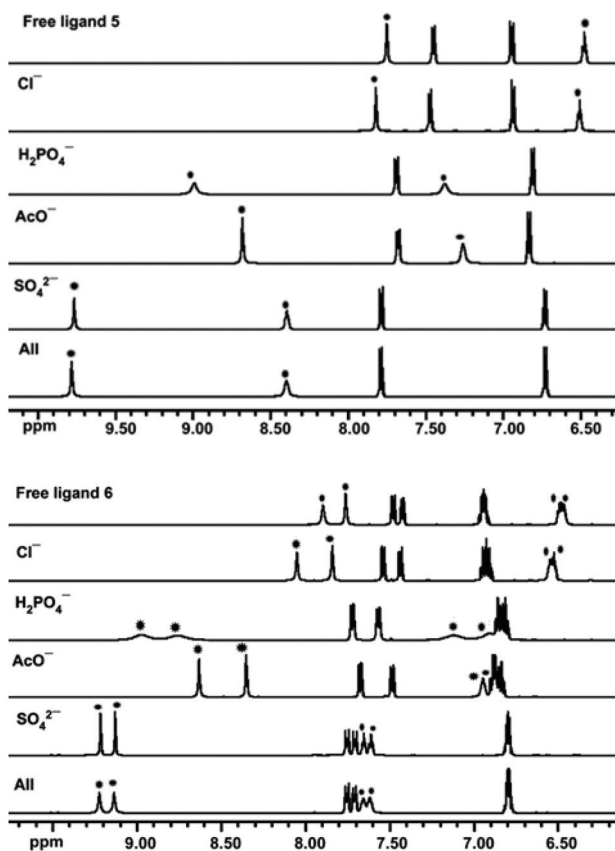 Free ligand 5
Cl⁻
H₂PO₄⁻
AcO⁻
SO₄²⁻
All
ppm 9.50 9.00 8.50 8.00 7.50 7.00 6.50
Free ligand 6
Cl⁻
H₂PO₄⁻
AcO⁻
SO₄²⁻
All
ppm 9.00 8.50 8.00 7.50 7.00 6.50